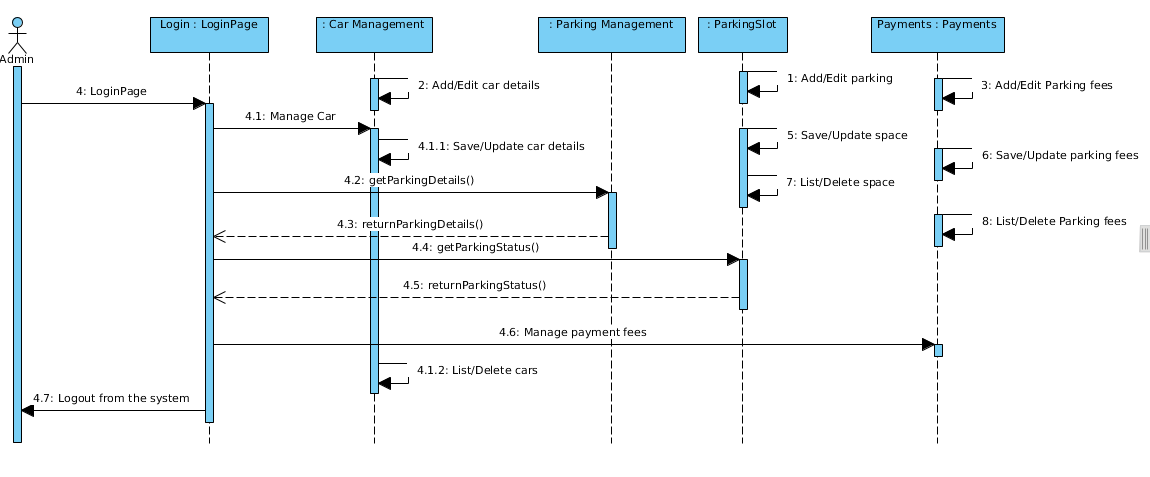 Login : LoginPage
: Car Management
: Parking Management
: ParkingSlot
Payments : Payments
Admin
1: Add/Edit parking
2: Add/Edit car details
3: Add/Edit Parking fees
4: LoginPage
4.1: Manage Car
5: Save/Update space
4.1.1: Save/Update car details
6: Save/Update parking fees
4.2: getParkingDetails()
7: List/Delete space
4.3: returnParkingDetails()
8: List/Delete Parking fees
4.4: getParkingStatus()
4.5: returnParkingStatus()
4.6: Manage payment fees
4.1.2: List/Delete cars
4.7: Logout from the system